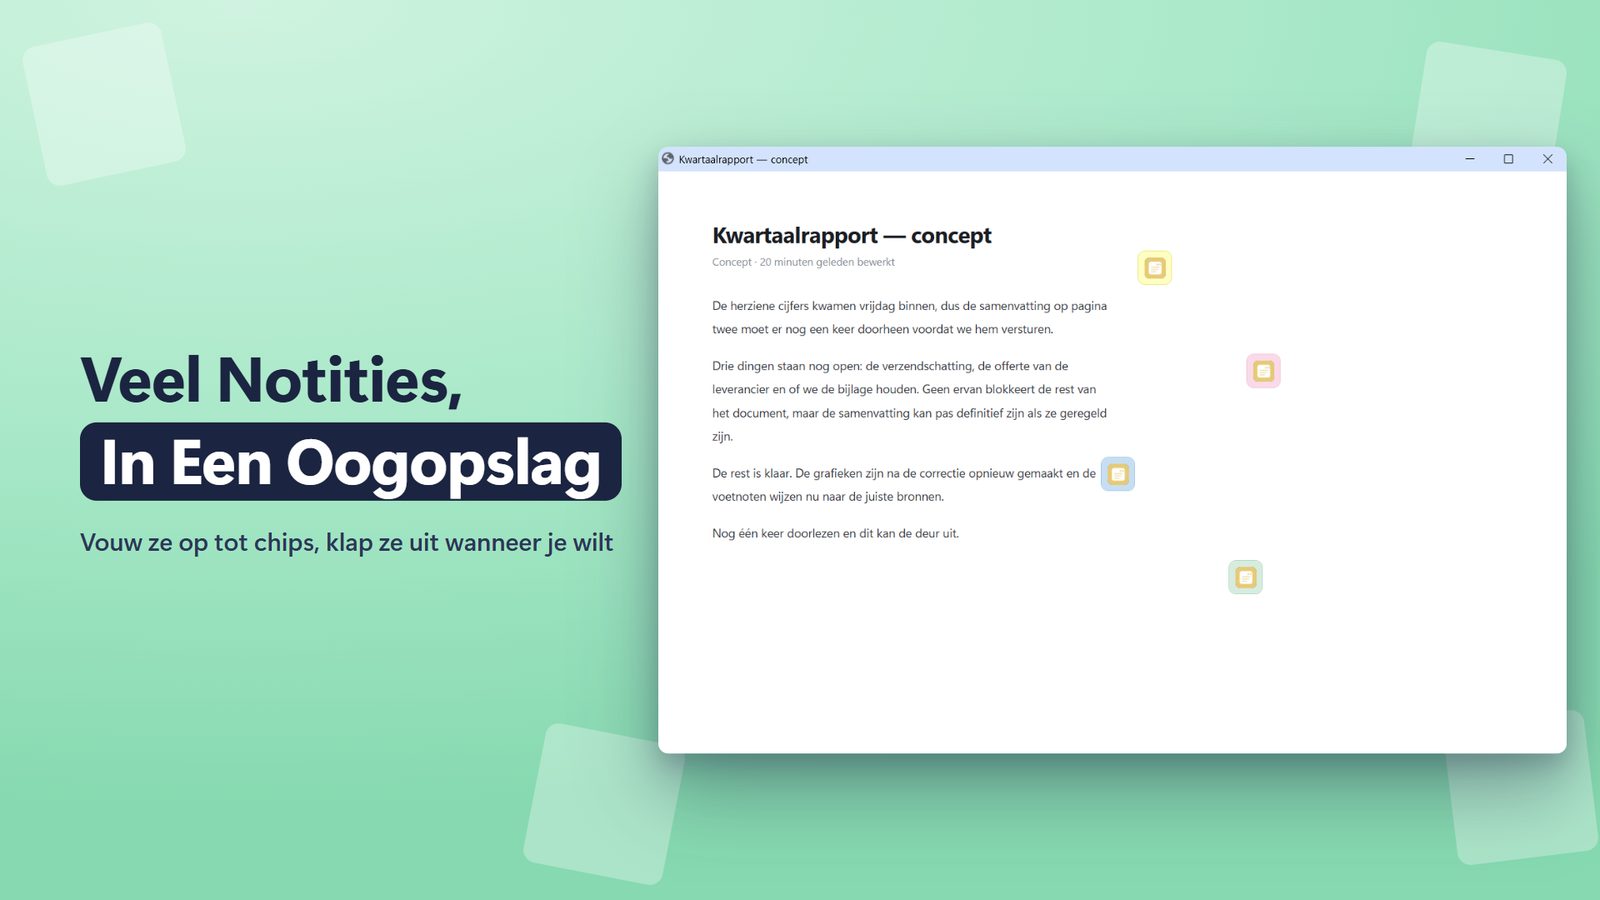 Veel Notities,
In Een Oogopslag
Vouw ze op tot chips, klap ze uit wanneer je wilt
Kwartaalrapport — concept
Kwartaalrapport — concept
Concept · 20 minuten geleden bewerkt
De herziene cijfers kwamen vrijdag binnen, dus de samenvatting op pagina
twee moet er nog een keer doorheen voordat we hem versturen.
Drie dingen staan nog open: de verzendschatting, de offerte van de
leverancier en of we de bijlage houden. Geen ervan blokkeert de rest van
het document, maar de samenvatting kan pas definitief zijn als ze geregeld
zijn.
De rest is klaar. De grafieken zijn na de correctie opnieuw gemaakt en de
voetnoten wijzen nu naar de juiste bronnen.
Nog één keer doorlezen en dit kan de deur uit.